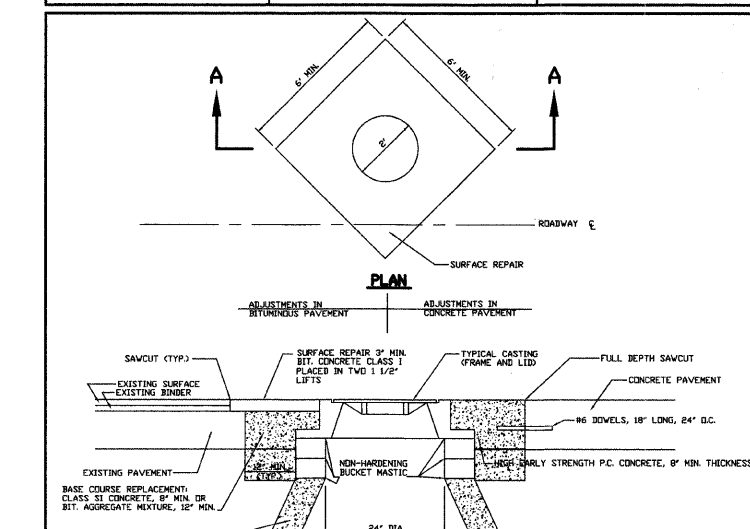 6' MIN.
6' MIN.
A
A
2'
ROADWAY ℄
SURFACE REPAIR
PLAN
ADJUSTMENTS IN
BITUMINOUS PAVEMENT
ADJUSTMENTS IN
CONCRETE PAVEMENT
SAWCUT (TYP.)
SURFACE REPAIR 3" MIN.
BIT. CONCRETE CLASS I
PLACED IN TWO 1 1/2"
LIFTS
TYPICAL CASTING
(FRAME AND LID)
FULL DEPTH SAWCUT
EXISTING SURFACE
EXISTING BINDER
CONCRETE PAVEMENT
#6 DOWELS, 18" LONG, 24" O.C.
EXISTING PAVEMENT
12" MIN.
(TYP.)
NON-HARDENING
BUCKET MASTIC
HIGH EARLY STRENGTH P.C. CONCRETE, 8" MIN. THICKNESS
BASE COURSE REPLACEMENT:
CLASS SI CONCRETE, 8" MIN. OR
BIT. AGGREGATE MIXTURE, 12" MIN.
24" DIA.